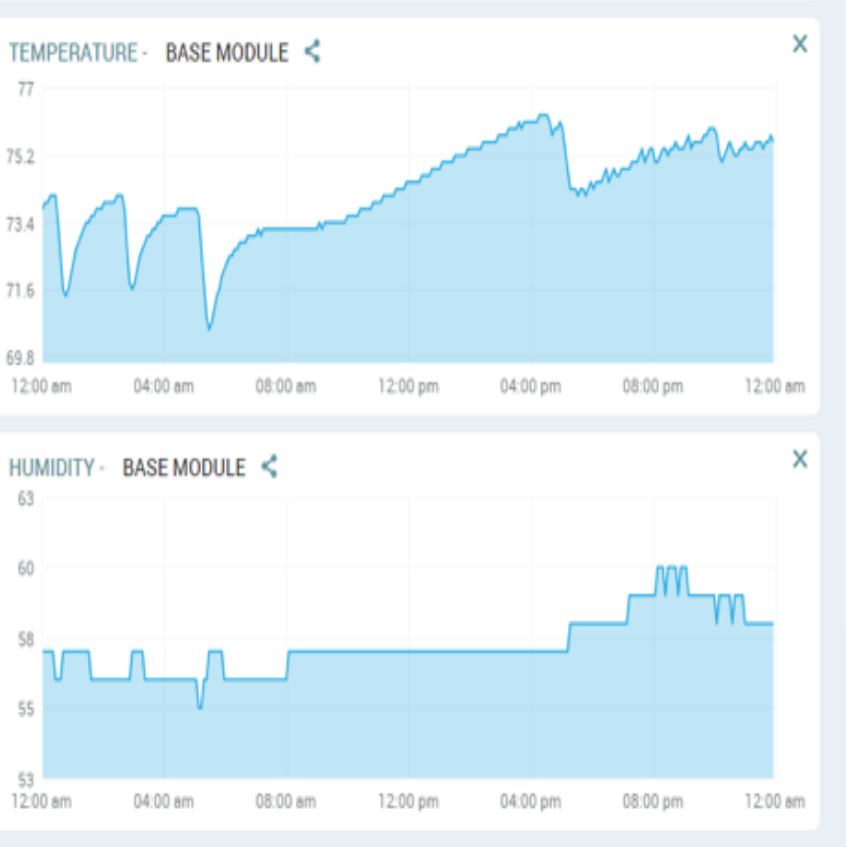 TEMPERATURE - BASE MODULE
X
77
75.2
73.4
71.6
69.8
12:00 am 04:00 am 08:00 am 12:00 pm 04:00 pm 08:00 pm 12:00 am
HUMIDITY - BASE MODULE
X
63
60
58
55
53
12:00 am 04:00 am 08:00 am 12:00 pm 04:00 pm 08:00 pm 12:00 am